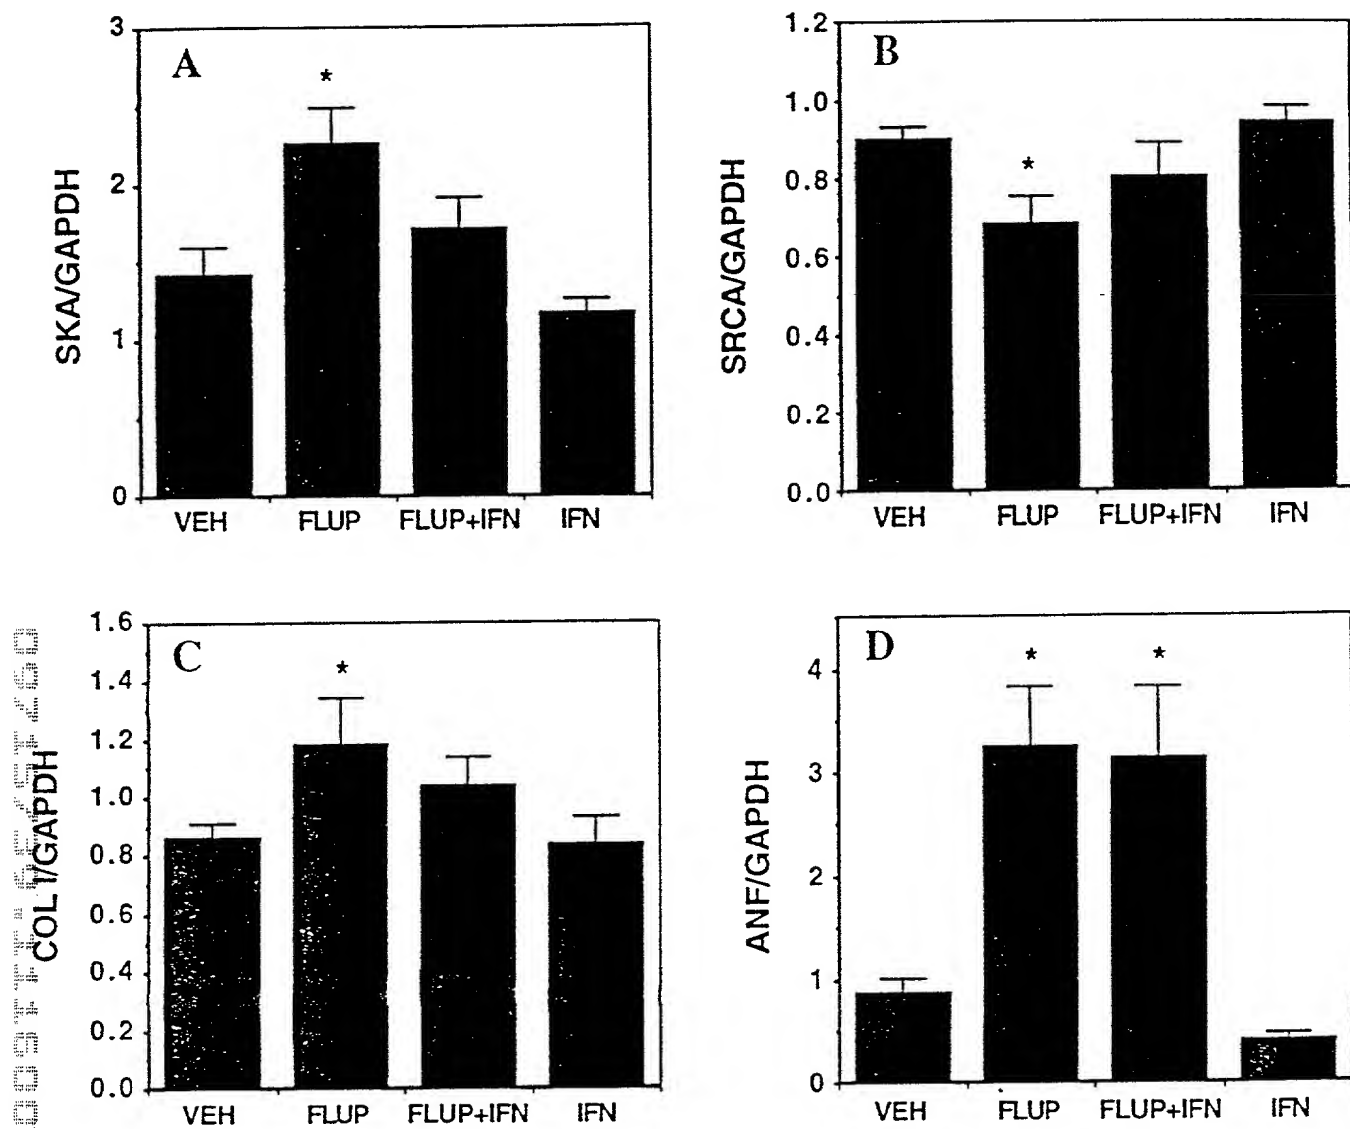 A
*
SKA/GAPDH
3
2
1
0
VEH FLUP FLUP+IFN IFN
B
*
SRCA/GAPDH
1.2
1.0
0.8
0.6
0.4
0.2
0.0
VEH FLUP FLUP+IFN IFN
C
*
COL I/GAPDH
1.6
1.4
1.2
1.0
0.8
0.6
0.4
0.2
0.0
VEH FLUP FLUP+IFN IFN
D
* *
ANF/GAPDH
4
3
2
1
0
VEH FLUP FLUP+IFN IFN